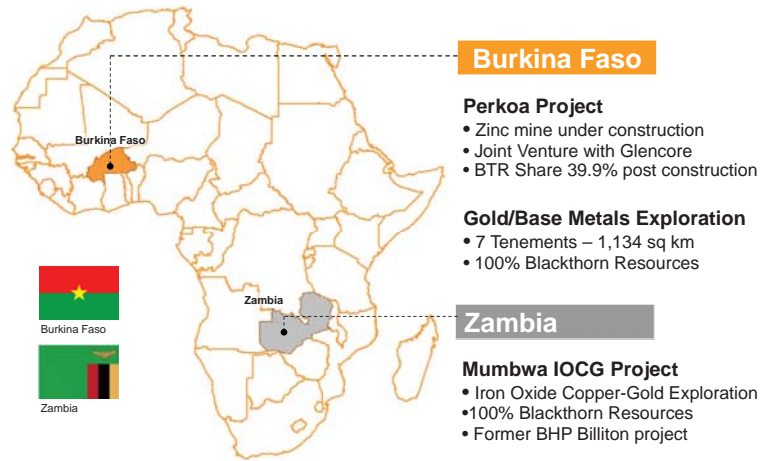 Burkina Faso
Perkoa Project
• Zinc mine under construction
• Joint Venture with Glencore
• BTR Share 39.9% post construction
Gold/Base Metals Exploration
• 7 Tenements – 1,134 sq km
• 100% Blackthorn Resources
Zambia
Mumbwa IOCG Project
• Iron Oxide Copper-Gold Exploration
•100% Blackthorn Resources
• Former BHP Billiton project
Burkina Faso
Zambia
Burkina Faso
Zambia